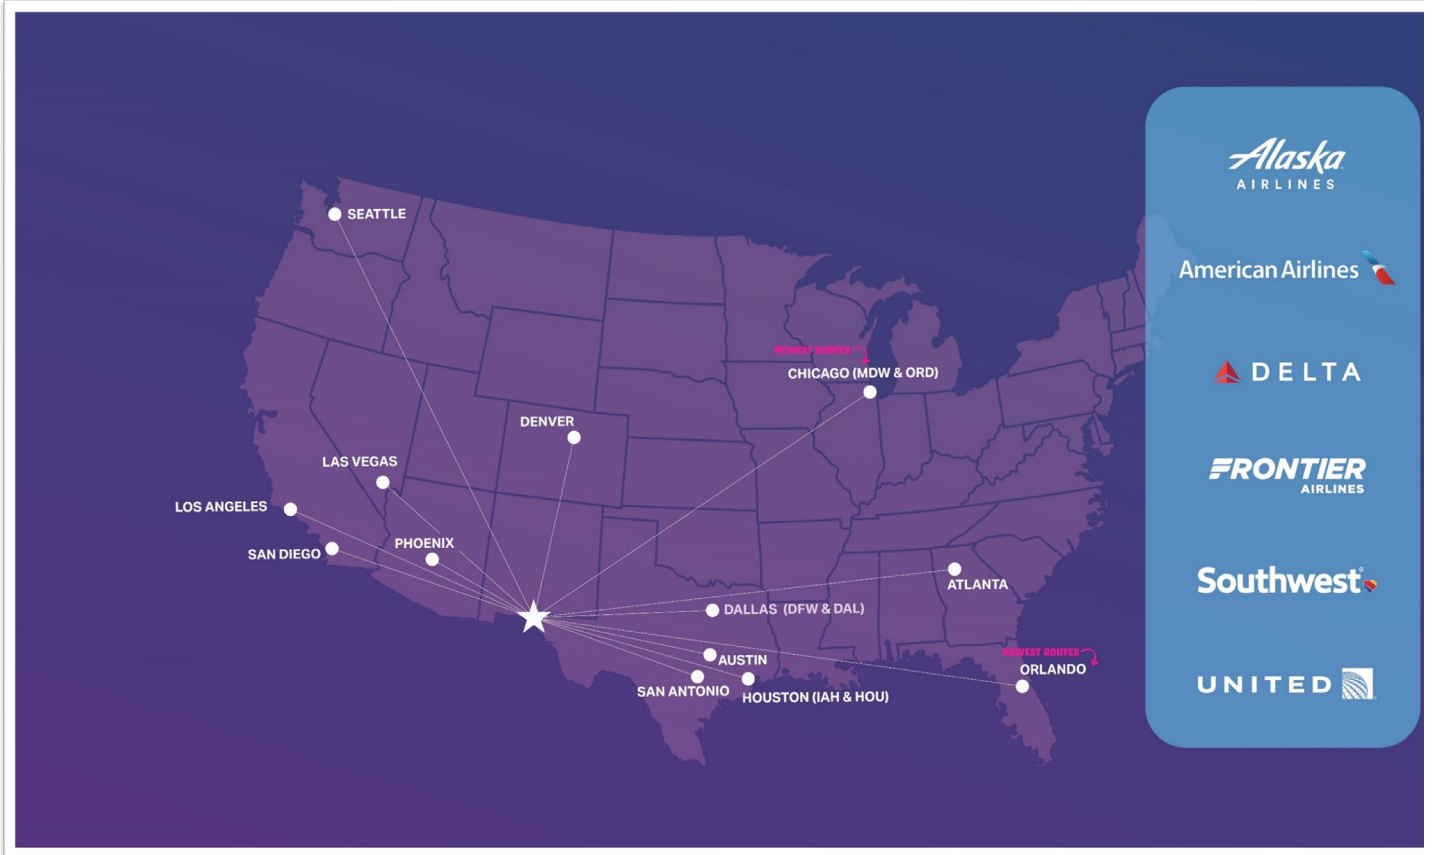 SEATTLE
NEWEST ROUTES
CHICAGO (MDW & ORD)
DENVER
LAS VEGAS
LOS ANGELES
PHOENIX
SAN DIEGO
ATLANTA
DALLAS (DFW & DAL)
NEWEST ROUTES
ORLANDO
AUSTIN
SAN ANTONIO
HOUSTON (IAH & HOU)
Alaska
AIRLINES
American Airlines
DELTA
FRONTIER
AIRLINES
Southwest®
UNITED